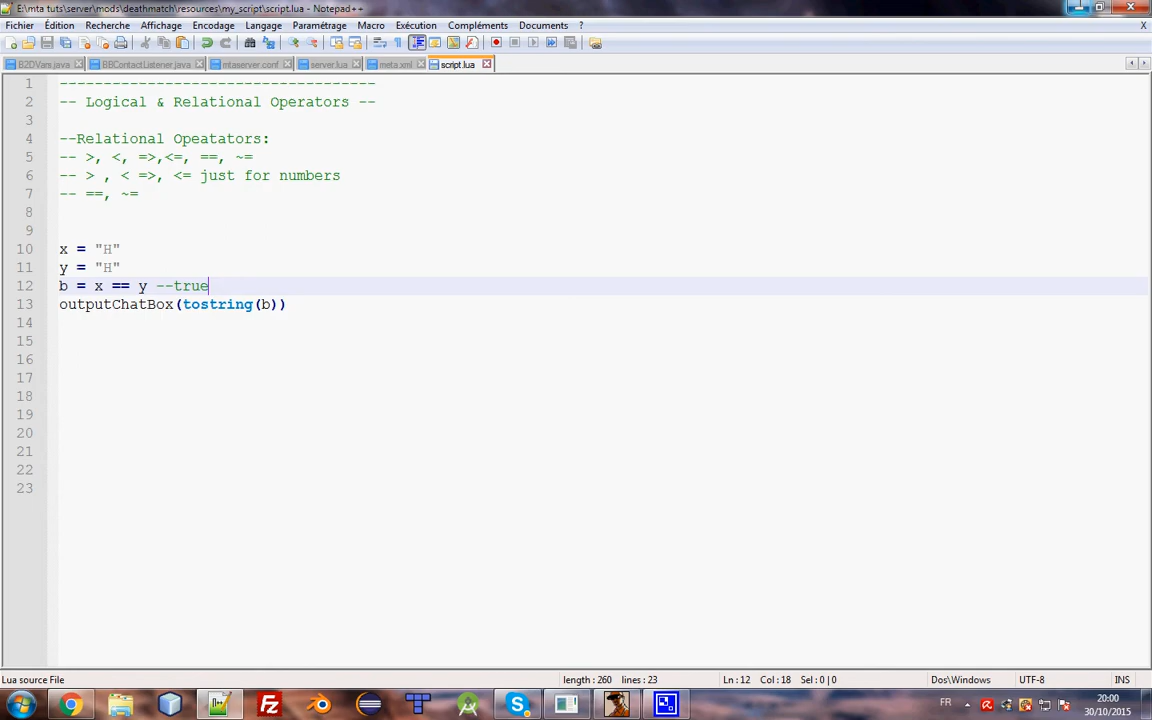 E:\mta tuts\server\mods\deathmatch\resources\my_script\script.lua - Notepad++
Fichier Édition Recherche Affichage Encodage Langage Paramétrage Macro Exécution Compléments Documents ? X
B2DVars.java BBContactListener.java mtaserver.conf server.lua meta.xml script.lua
1 ------------------------------------
2 -- Logical & Relational Operators --
3
4 --Relational Opeatators:
5 -- >, <, =>,<=, ==, ~=
6 -- > , < =>, <= just for numbers
7 -- ==, ~=
8
9
10 x = "H"
11 y = "H"
12 b = x == y --true
13 outputChatBox(tostring(b))
14
15
16
17
18
19
20
21
22
23
Lua source File length : 260 lines : 23 Ln : 12 Col : 18 Sel : 0 | 0 Dos\Windows UTF-8 INS
FR 20:00
30/10/2015